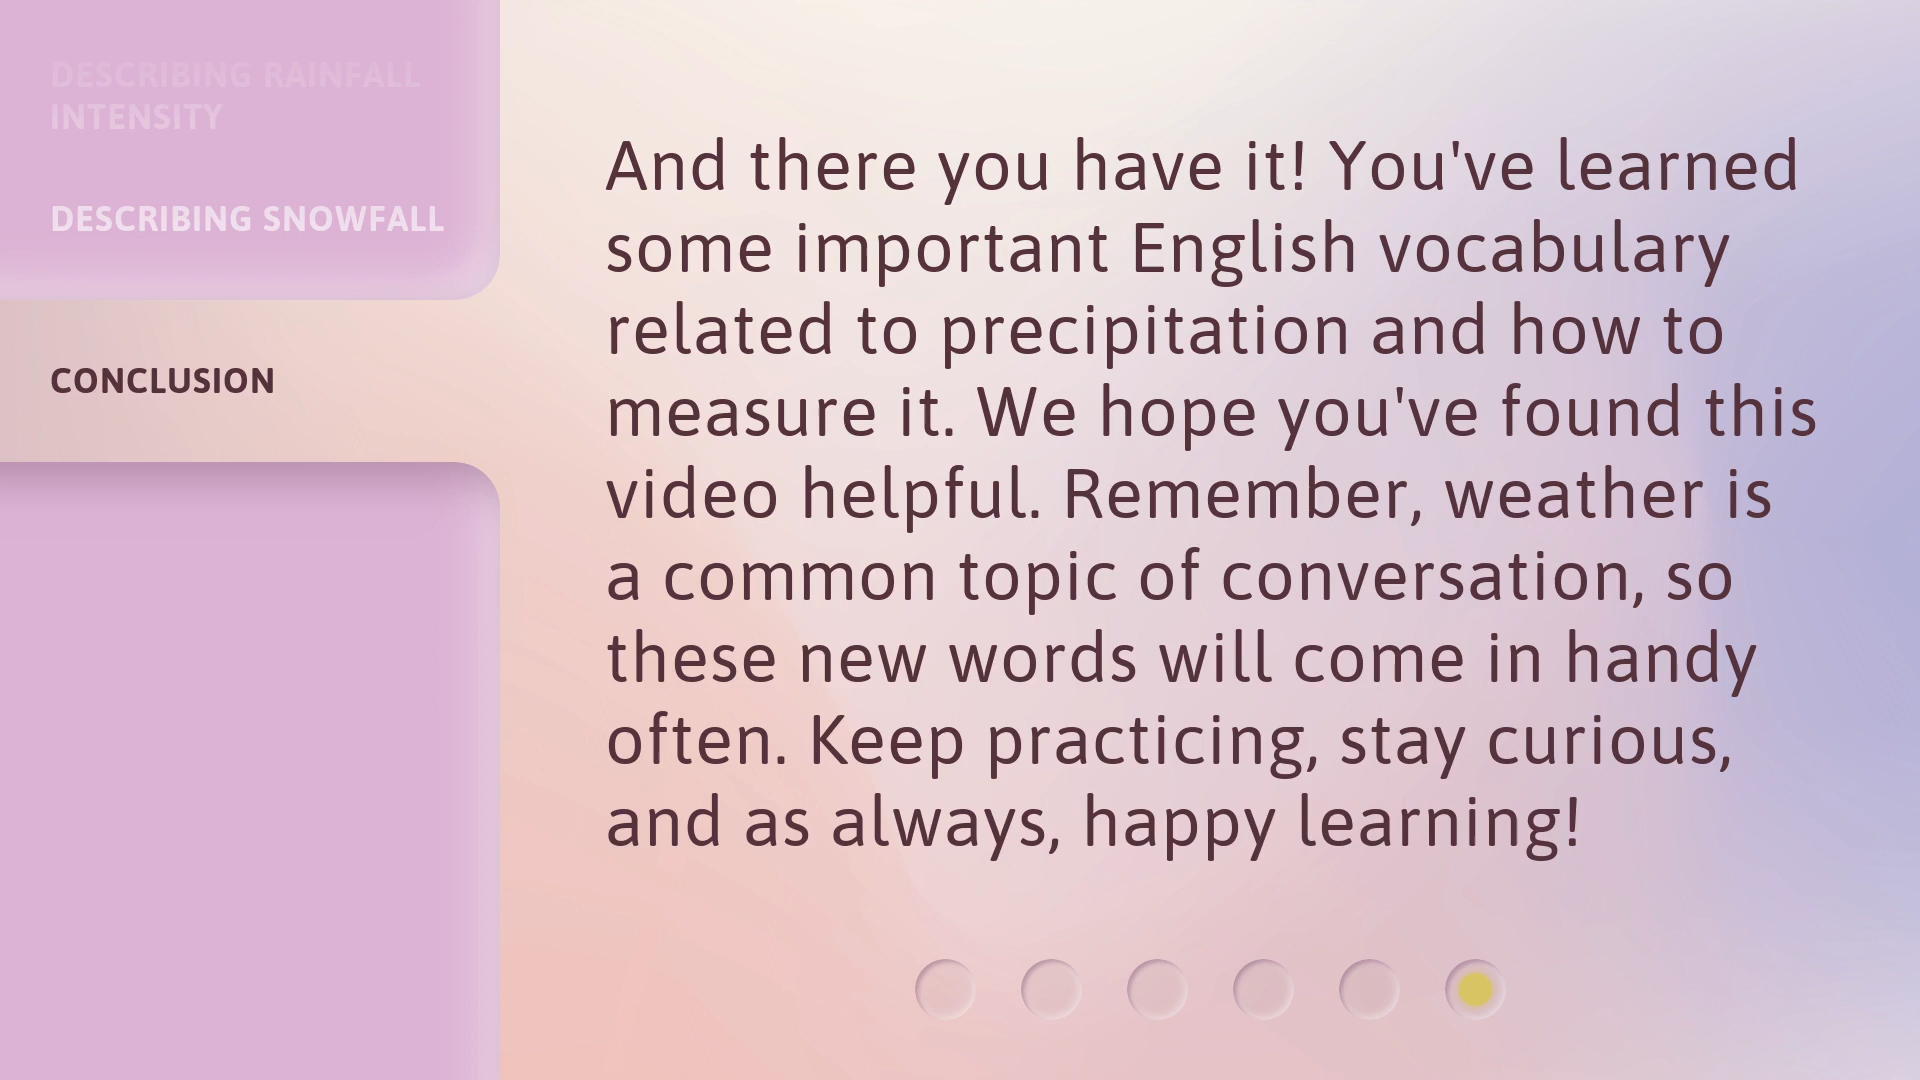 DESCRIBING RAINFALL
INTENSITY
DESCRIBING SNOWFALL
CONCLUSION
And there you have it! You've learned
some important English vocabulary
related to precipitation and how to
measure it. We hope you've found this
video helpful. Remember, weather is
a common topic of conversation, so
these new words will come in handy
often. Keep practicing, stay curious,
and as always, happy learning!